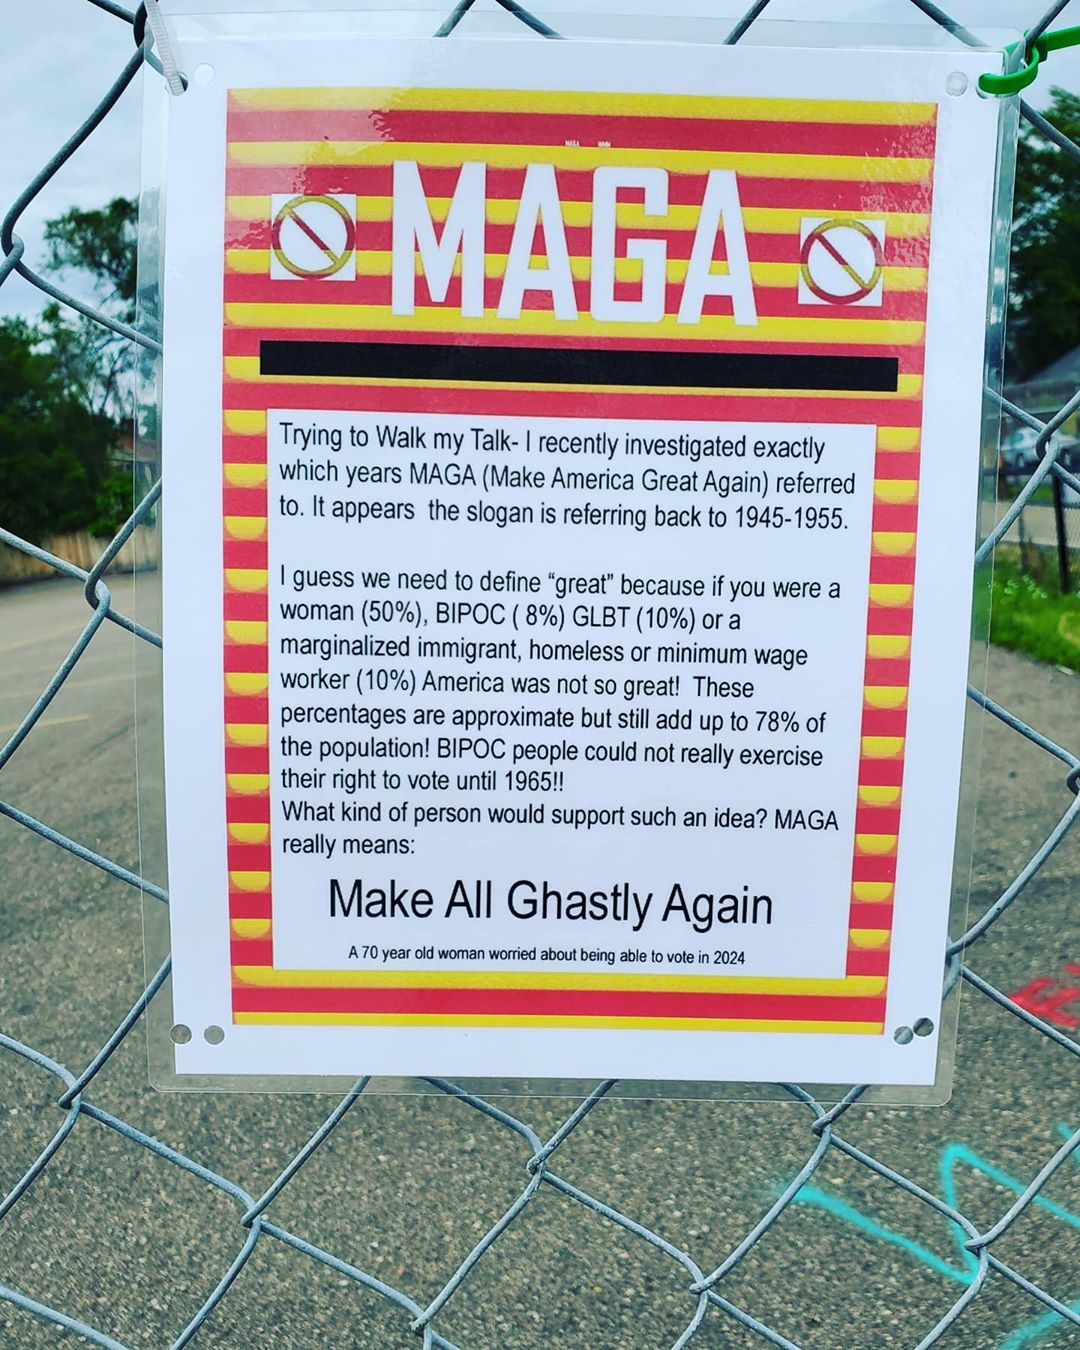 MAGA
Trying to Walk my Talk- I recently investigated exactly
which years MAGA (Make America Great Again) referred
to. It appears the slogan is referring back to 1945-1955.
I guess we need to define “great” because if you were a
woman (50%), BIPOC ( 8%) GLBT (10%) or a
marginalized immigrant, homeless or minimum wage
worker (10%) America was not so great! These
percentages are approximate but still add up to 78% of
the population! BIPOC people could not really exercise
their right to vote until 1965!!
What kind of person would support such an idea? MAGA
really means:
Make All Ghastly Again
A 70 year old woman worried about being able to vote in 2024